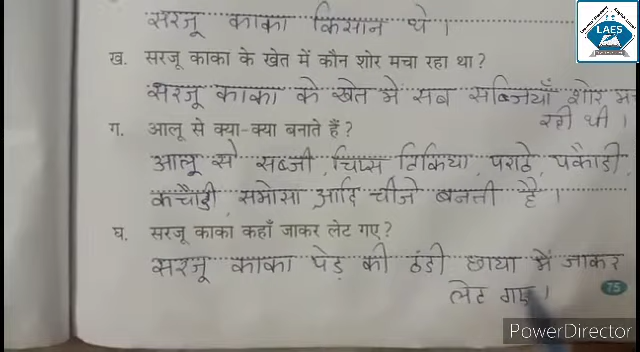 सरजू काका किसान थे ।
ख. सरजू काका के खेत में कौन शोर मचा रहा था?
सरजू काका के खेत में सब सब्जियाँ शोर मचा
रही थी ।
ग. आलू से क्या-क्या बनाते हैं?
आलू से सब्जी, चिप्स टिकिया, पराठे, पकौड़ी,
कचौड़ी, समोसा आदि चीजे बनती है ।
घ. सरजू काका कहाँ जाकर लेट गए?
सरजू काका पेड़ की ठंडी छाया में जाकर
लेट गए ।
75
LAES
PowerDirector